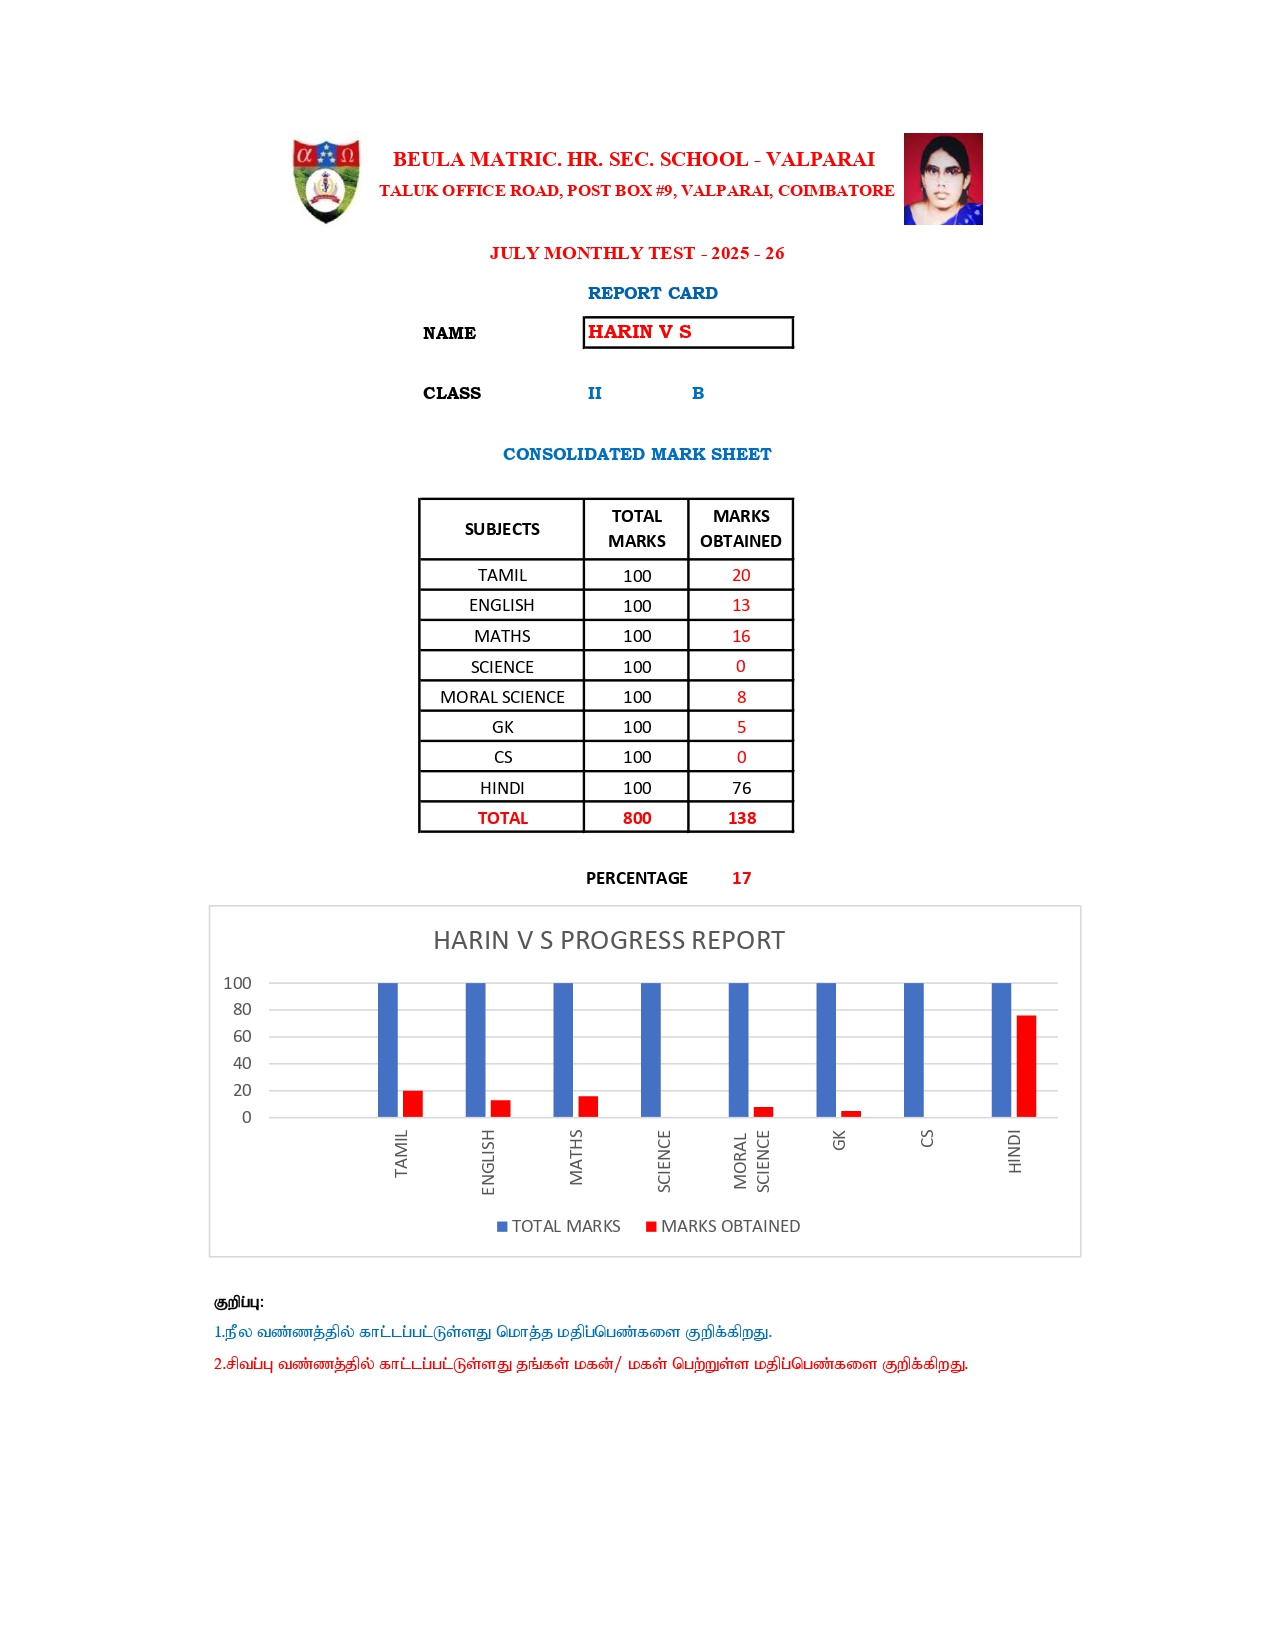 α Ω
BEULA MATRIC. HR. SEC. SCHOOL - VALPARAI
TALUK OFFICE ROAD, POST BOX #9, VALPARAI, COIMBATORE
JULY MONTHLY TEST - 2025 - 26
REPORT CARD
NAME HARIN V S
CLASS II B
CONSOLIDATED MARK SHEET
SUBJECTS TOTAL MARKS MARKS OBTAINED
TAMIL 100 20
ENGLISH 100 13
MATHS 100 16
SCIENCE 100 0
MORAL SCIENCE 100 8
GK 100 5
CS 100 0
HINDI 100 76
TOTAL 800 138
PERCENTAGE 17
HARIN V S PROGRESS REPORT
100
80
60
40
20
0
TAMIL ENGLISH MATHS SCIENCE MORAL SCIENCE GK CS HINDI
TOTAL MARKS MARKS OBTAINED
குறிப்பு:
1.நீல வண்ணத்தில் காட்டப்பட்டுள்ளது மொத்த மதிப்பெண்களை குறிக்கிறது.
2.சிவப்பு வண்ணத்தில் காட்டப்பட்டுள்ளது தங்கள் மகன்/ மகள் பெற்றுள்ள மதிப்பெண்களை குறிக்கிறது.